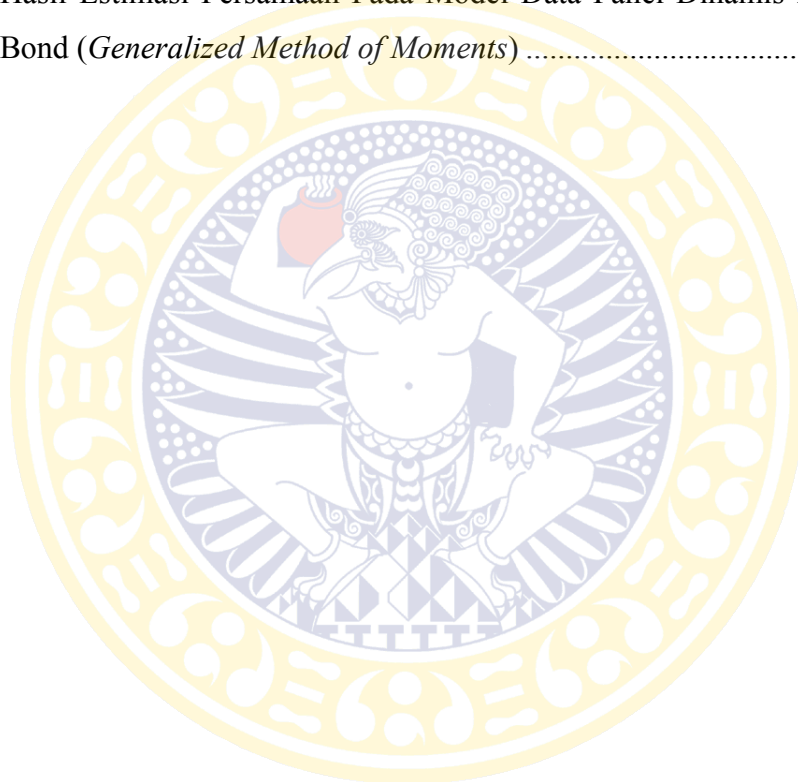 Hasil Estimasi Persamaan Pada Model Data Panel Dinamis
Bond (Generalized Method of Moments) ..................................